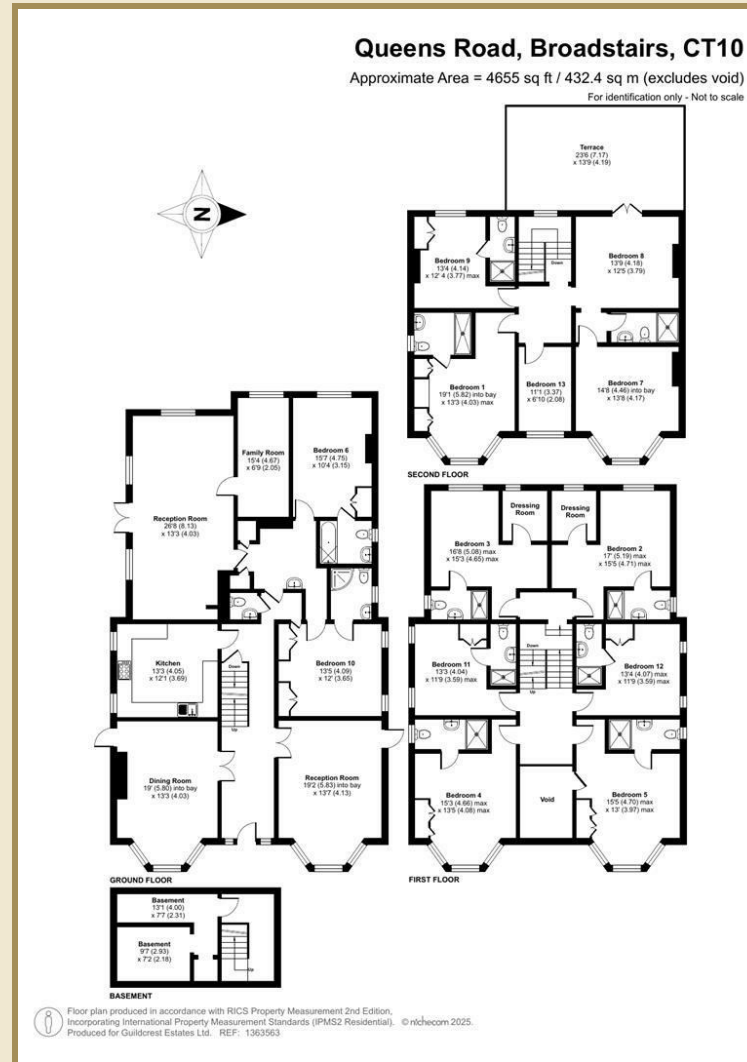 Queens Road, Broadstairs, CT10
Approximate Area = 4655 sq ft / 432.4 sq m (excludes void)
For identification only - Not to scale
N
Terrace
23'6 (7.17)
x 13'9 (4.19)
Bedroom 9
13'4 (4.14)
x 12' 4 (3.77) max
Down
Bedroom 8
13'9 (4.18)
x 12'5 (3.79)
Bedroom 1
19'1 (5.82) into bay
x 13'3 (4.03) max
Bedroom 13
11'1 (3.37)
x 6'10 (2.08)
Bedroom 7
14'8 (4.46) into bay
x 13'8 (4.17)
SECOND FLOOR
Reception Room
26'8 (8.13)
x 13'3 (4.03)
Family Room
15'4 (4.67)
x 6'9 (2.05)
Bedroom 6
15'7 (4.75)
x 10'4 (3.15)
Kitchen
13'3 (4.05)
x 12'1 (3.69)
Down
Up
Bedroom 10
13'5 (4.09)
x 12' (3.65)
Dining Room
19' (5.80) into bay
x 13'3 (4.03)
Reception Room
19'2 (5.83) into bay
x 13'7 (4.13)
GROUND FLOOR
Bedroom 3
16'8 (5.08) max
x 15'3 (4.65) max
Dressing
Room
Dressing
Room
Bedroom 2
17' (5.19) max
x 15'5 (4.71) max
Bedroom 11
13'3 (4.04)
x 11'9 (3.59) max
Down
Up
Bedroom 12
13'4 (4.07) max
x 11'9 (3.59) max
Bedroom 4
15'3 (4.66) max
x 13'5 (4.08) max
Void
Bedroom 5
15'5 (4.70) max
x 13' (3.97) max
FIRST FLOOR
Basement
13'1 (4.00)
x 7'7 (2.31)
Basement
9'7 (2.93)
x 7'2 (2.18)
Up
BASEMENT
Floor plan produced in accordance with RICS Property Measurement 2nd Edition,
Incorporating International Property Measurement Standards (IPMS2 Residential). © nichecom 2025.
Produced for Guildcrest Estates Ltd. REF: 1363563